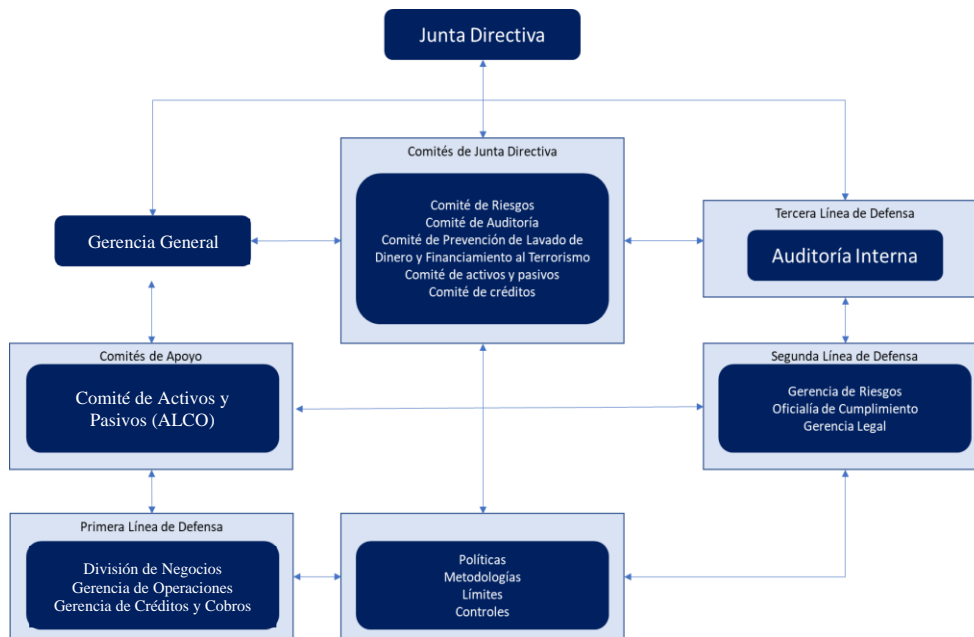 Junta Directiva
Comités de Junta Directiva
Comité de Riesgos
Comité de Auditoría
Comité de Prevención de Lavado de
Dinero y Financiamiento al Terrorismo
Comité de activos y pasivos
Comité de créditos
Gerencia General
Tercera Línea de Defensa
Auditoría Interna
Comités de Apoyo
Comité de Activos y
Pasivos (ALCO)
Segunda Línea de Defensa
Gerencia de Riesgos
Oficialía de Cumplimiento
Gerencia Legal
Primera Línea de Defensa
División de Negocios
Gerencia de Operaciones
Gerencia de Créditos y Cobros
Políticas
Metodologías
Límites
Controles